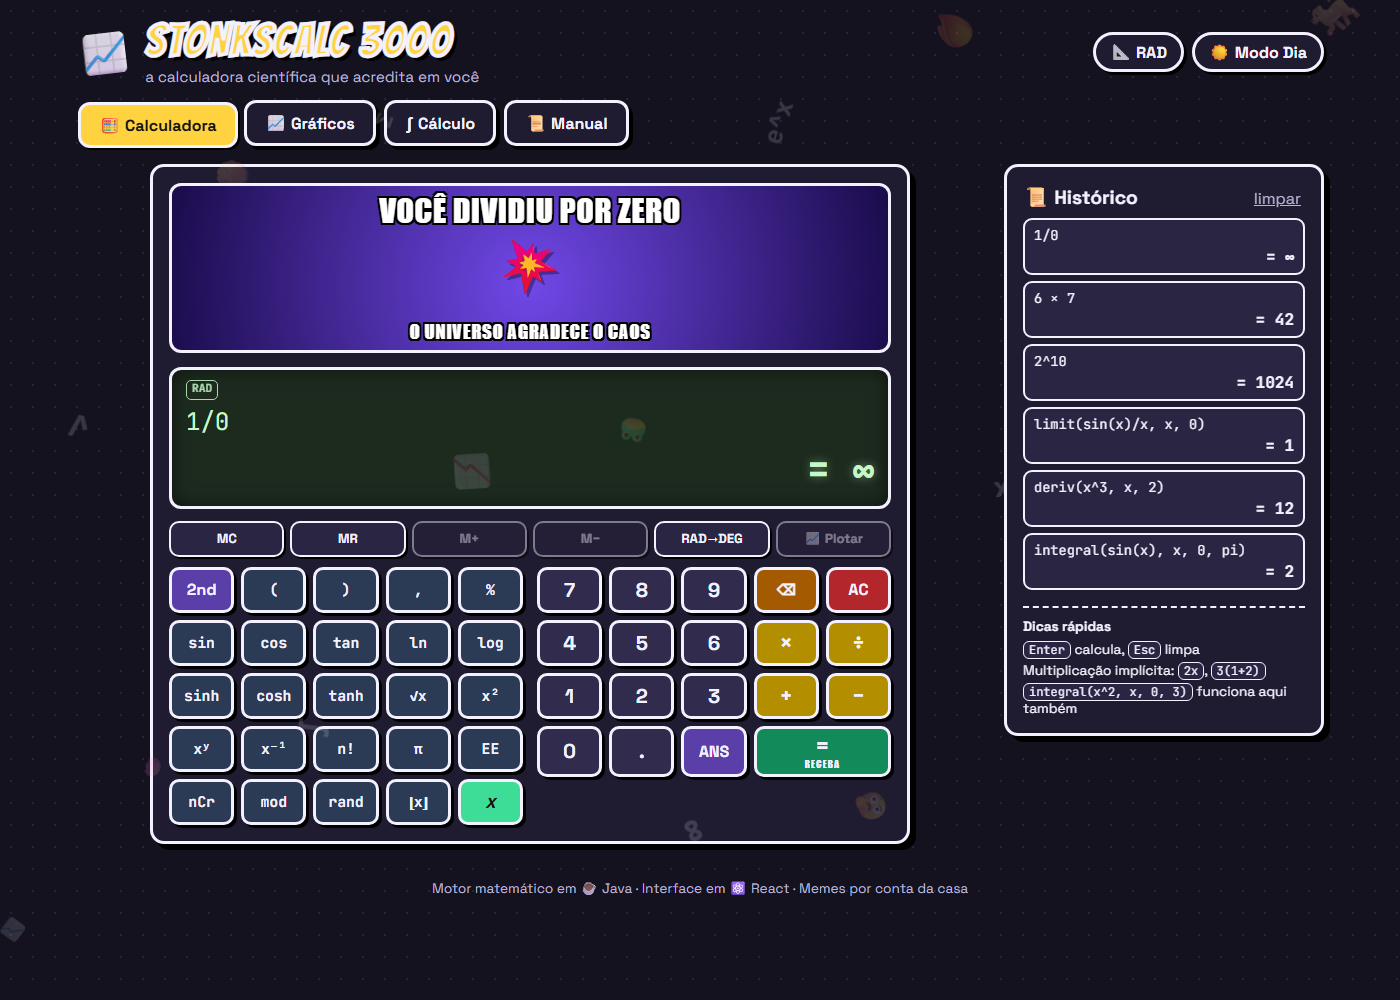 STONKSCALC 3000
a calculadora científica que acredita em você
RAD
Modo Dia
Calculadora
Gráficos
∫ Cálculo
Manual
VOCÊ DIVIDIU POR ZERO
O UNIVERSO AGRADECE O CAOS
RAD
1/0
= ∞
MC MR M+ M− RAD→DEG Plotar
2nd ( ) , % 7 8 9 ⌫ AC
sin cos tan ln log 4 5 6 × ÷
sinh cosh tanh √x x² 1 2 3 + −
xʸ x⁻¹ n! π EE 0 . ANS =
RECEBA
nCr mod rand ⌊x⌋ x
Histórico
limpar
1/0
= ∞
6 × 7
= 42
2^10
= 1024
limit(sin(x)/x, x, 0)
= 1
deriv(x^3, x, 2)
= 12
integral(sin(x), x, 0, pi)
= 2
Dicas rápidas
Enter calcula, Esc limpa
Multiplicação implícita: 2x, 3(1+2)
integral(x^2, x, 0, 3) funciona aqui
também
Motor matemático em Java · Interface em React · Memes por conta da casa
e^x